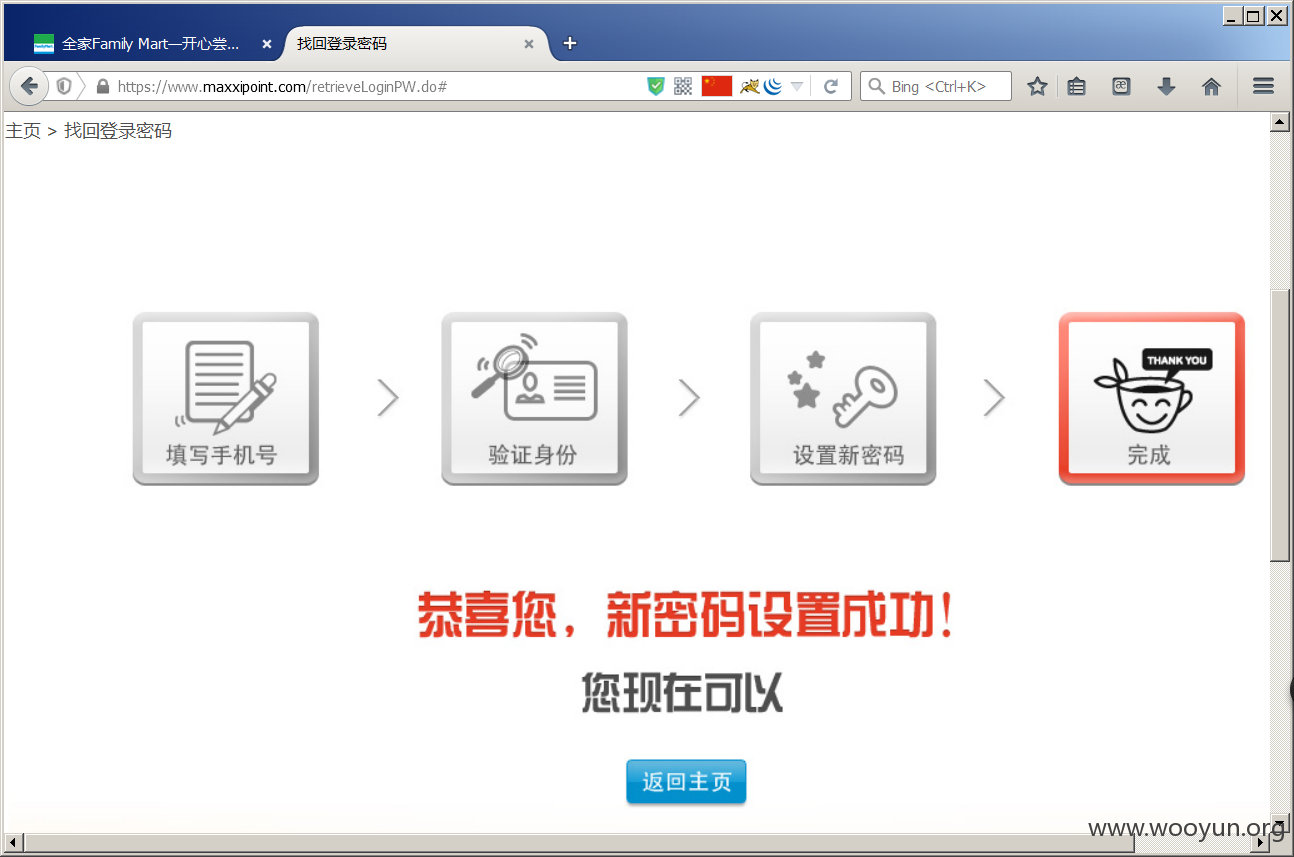 全家Family Mart—开心尝...
找回登录密码
https://www.maxxipoint.com/retrieveLoginPW.do#
Bing <Ctrl+K>
主页 > 找回登录密码
THANK YOU
填写手机号
验证身份
设置新密码
完成
恭喜您，新密码设置成功！
您现在可以
返回主页
www.wooyun.org